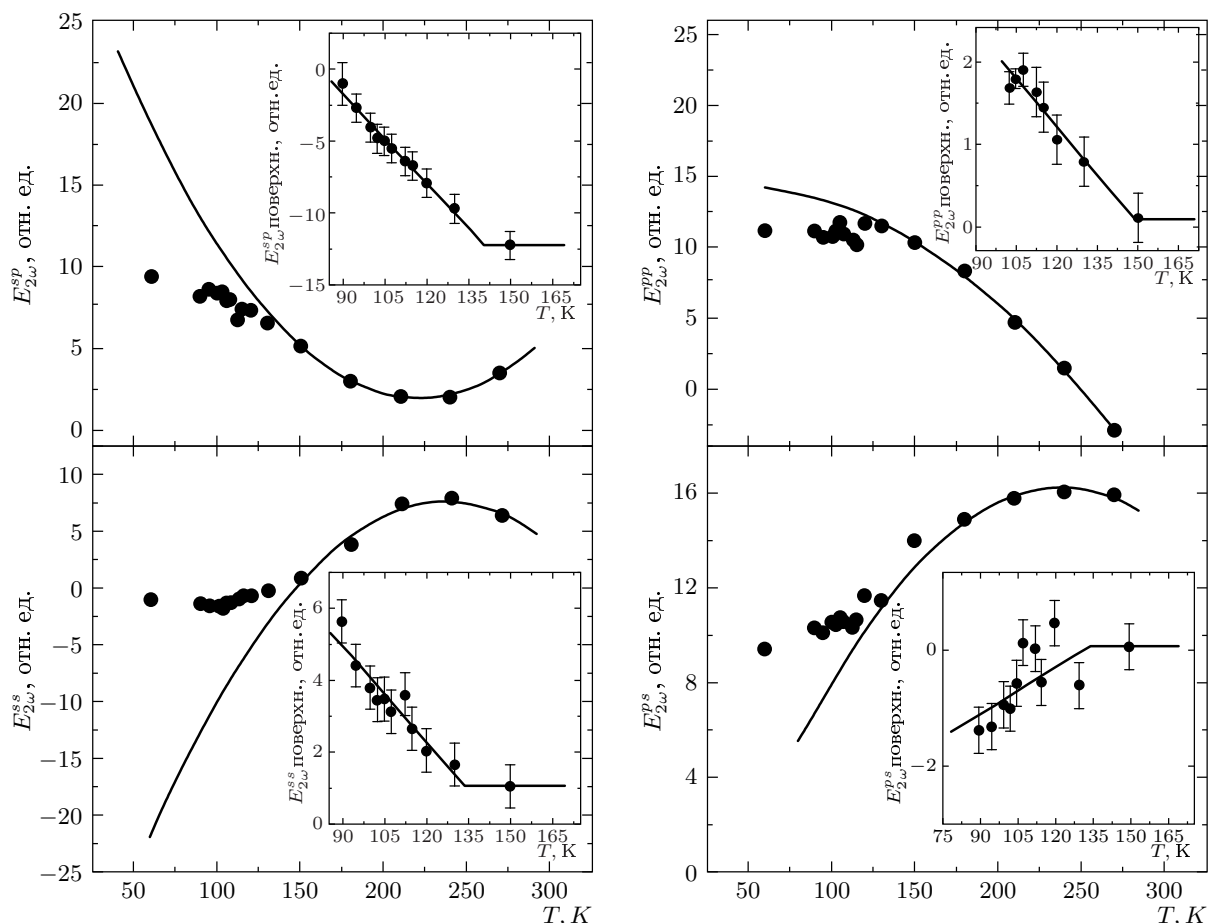 25
20
15
10
5
0
E_{2ω}^{sp}, отн. ед.
0
−5
−10
−15
90 105 120 135 150 165
T, K
E_{2ω}^{sp} поверхн., отн. ед.
25
20
15
10
5
0
E_{2ω}^{pp}, отн. ед.
2
1
0
90 105 120 135 150 165
T, K
E_{2ω}^{pp} поверхн., отн. ед.
10
5
0
−5
−10
−15
−20
−25
E_{2ω}^{ss}, отн. ед.
50 100 150 200 250 300
T, K
6
4
2
0
90 105 120 135 150 165
T, K
E_{2ω}^{ss} поверхн., отн. ед.
16
12
8
4
0
E_{2ω}^{ps}, отн. ед.
50 100 150 200 250 300
T, K
0
−2
75 90 105 120 135 150 165
T, K
E_{2ω}^{ps} поверхн., отн. ед.